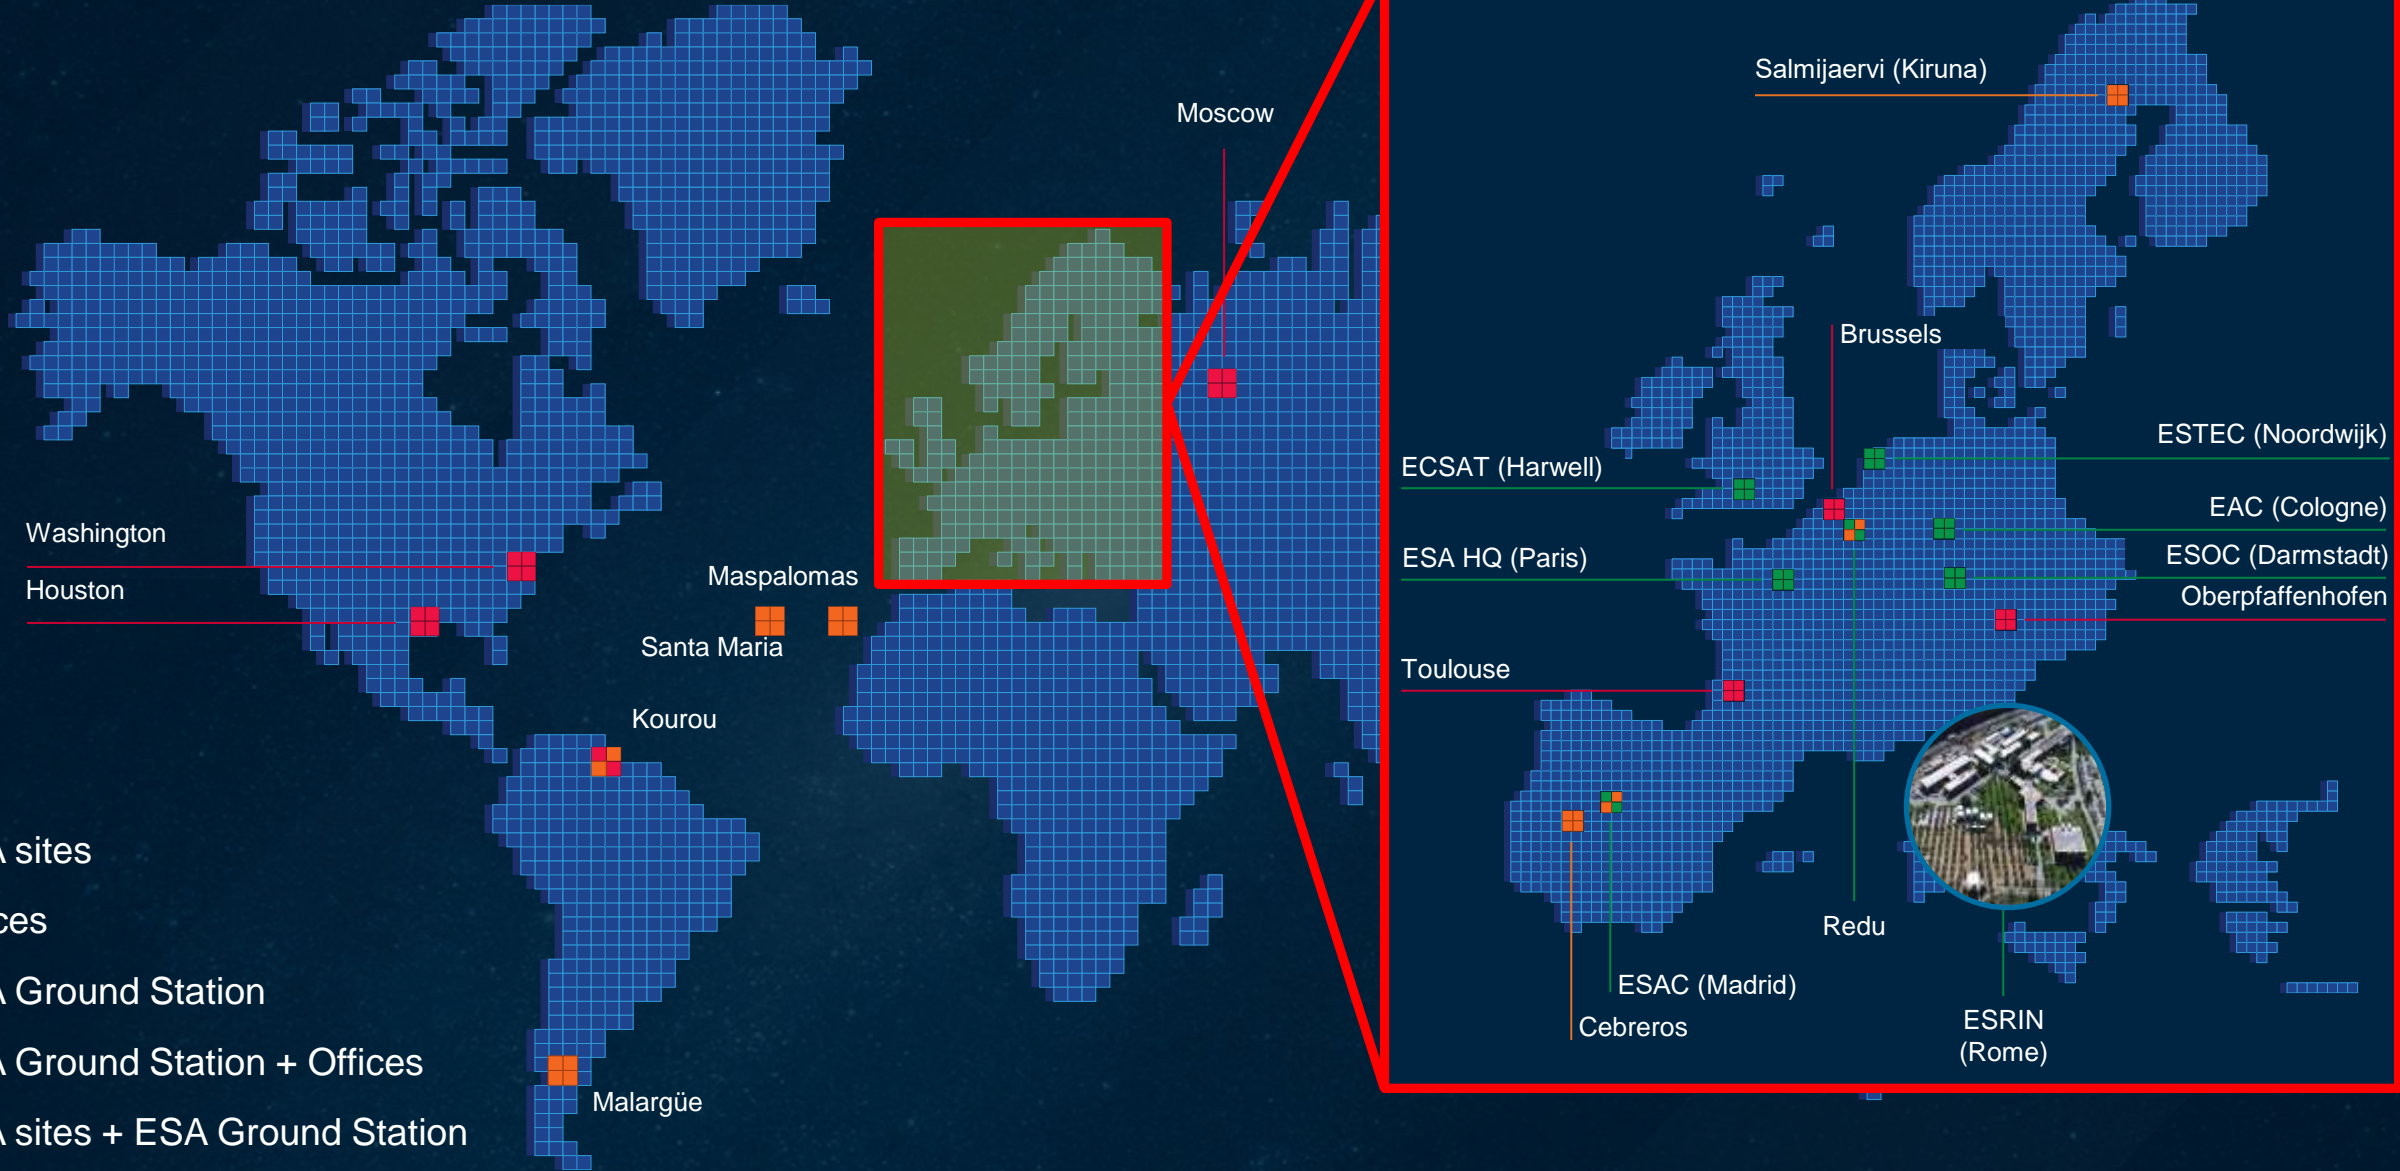 Moscow
Washington
Houston
Maspalomas
Santa Maria
Kourou
Malargüe
A sites
ces
A Ground Station
A Ground Station + Offices
A sites + ESA Ground Station
Salmijaervi (Kiruna)
Brussels
ESTEC (Noordwijk)
ECSAT (Harwell)
EAC (Cologne)
ESA HQ (Paris)
ESOC (Darmstadt)
Oberpfaffenhofen
Toulouse
Redu
ESAC (Madrid)
Cebreros
ESRIN
(Rome)